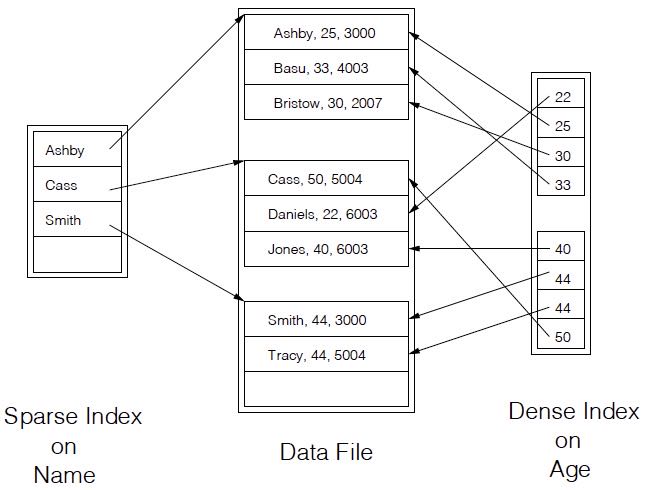 Ashby
Cass
Smith
Sparse Index
on
Name
Ashby, 25, 3000
Basu, 33, 4003
Bristow, 30, 2007
Cass, 50, 5004
Daniels, 22, 6003
Jones, 40, 6003
Smith, 44, 3000
Tracy, 44, 5004
Data File
22
25
30
33
40
44
44
50
Dense Index
on
Age